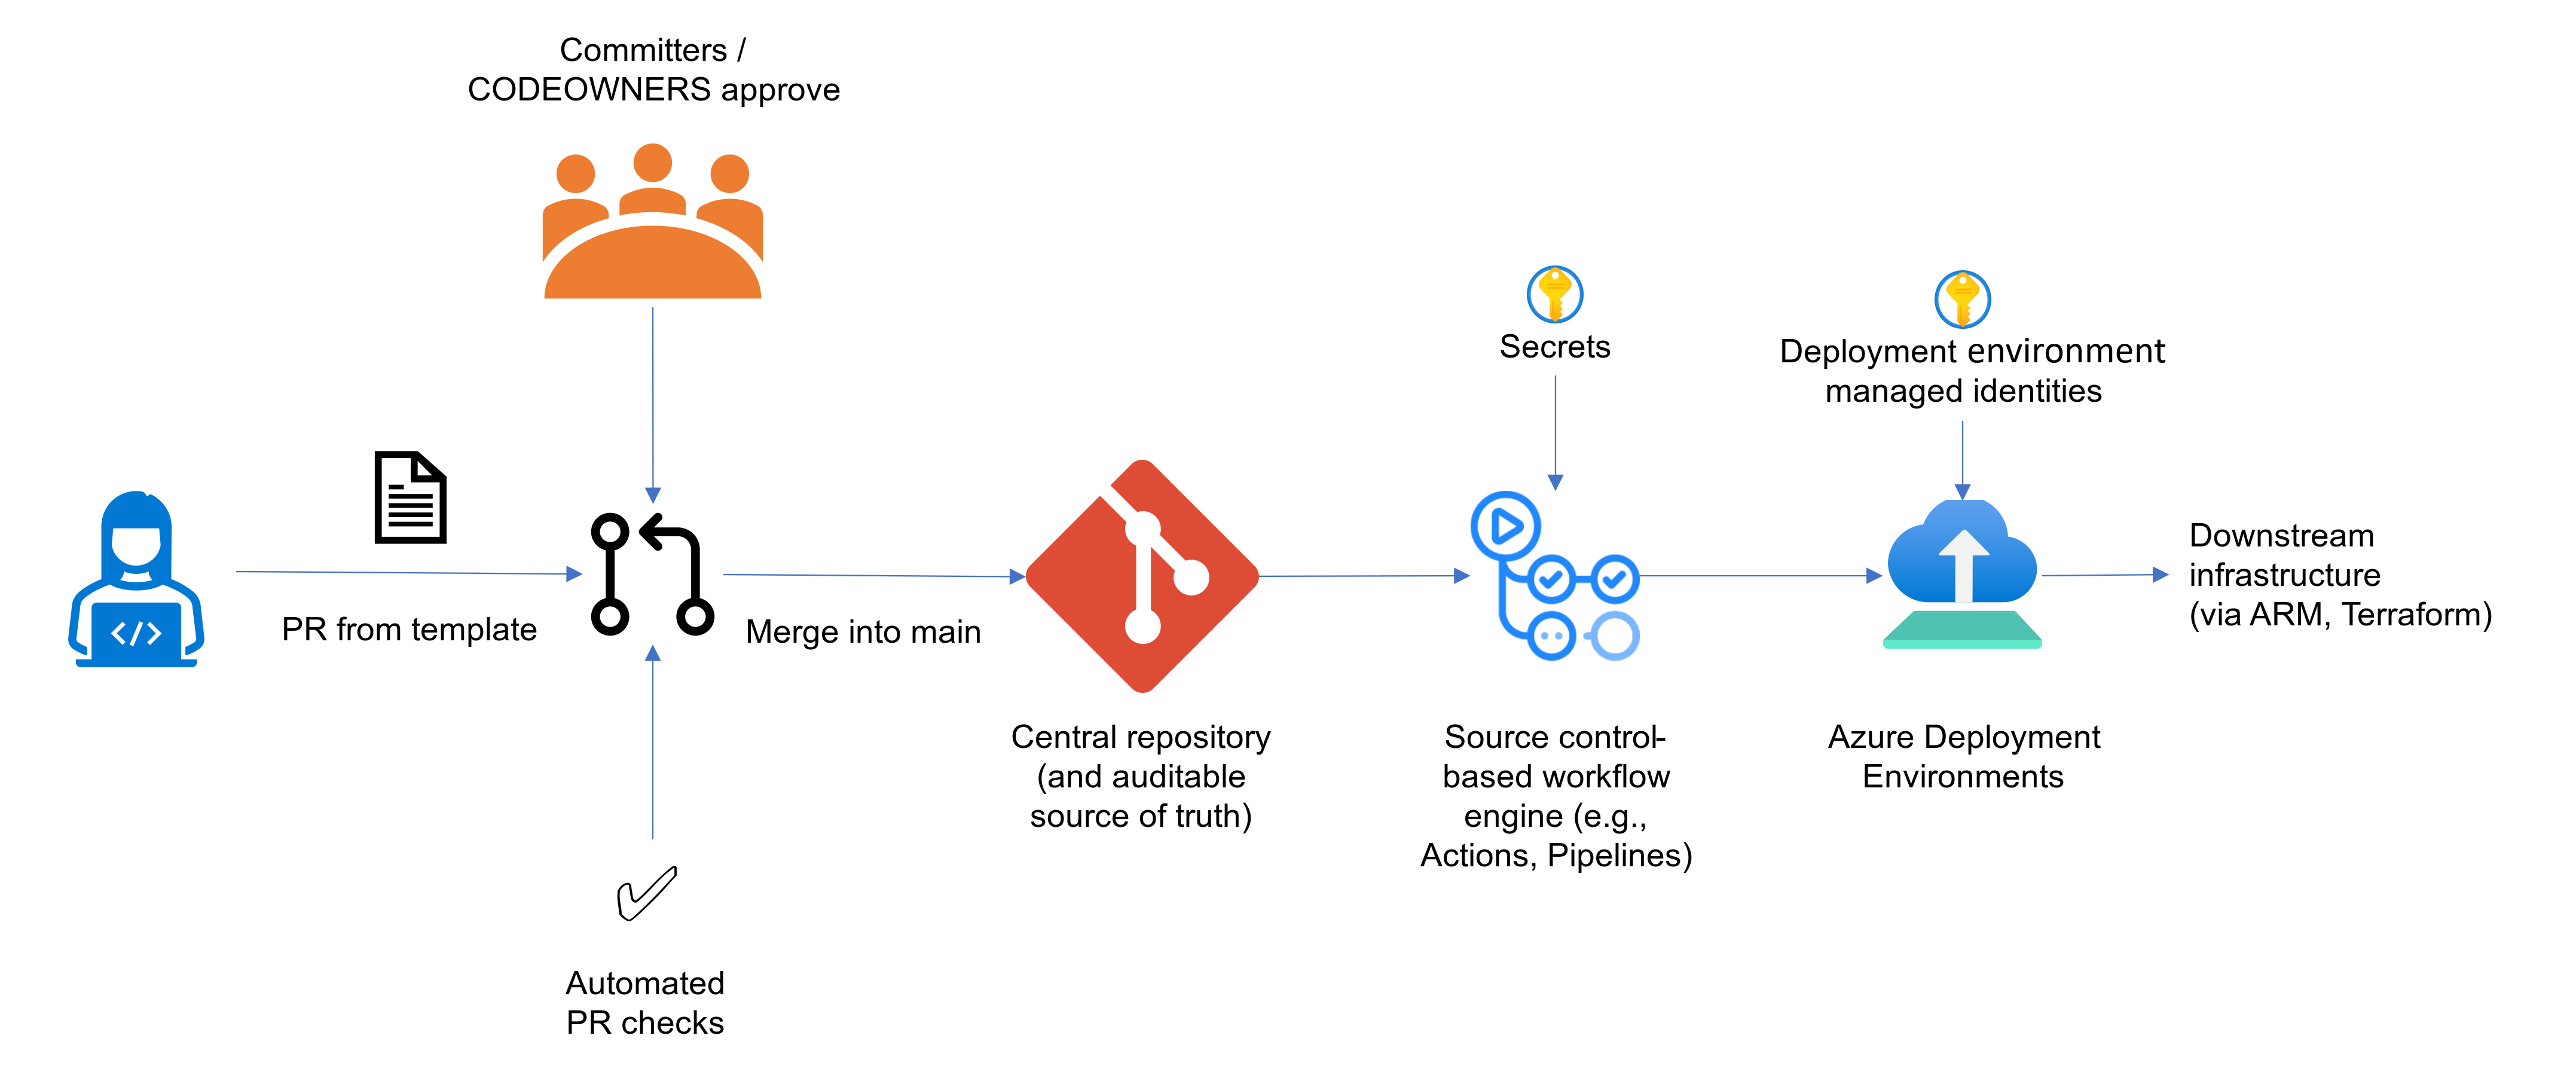 Committers /
CODEOWNERS approve
Secrets
Deployment environment
managed identities
PR from template
Merge into main
Downstream
infrastructure
(via ARM, Terraform)
Central repository
(and auditable
source of truth)
Source control-
based workflow
engine (e.g.,
Actions, Pipelines)
Azure Deployment
Environments
Automated
PR checks